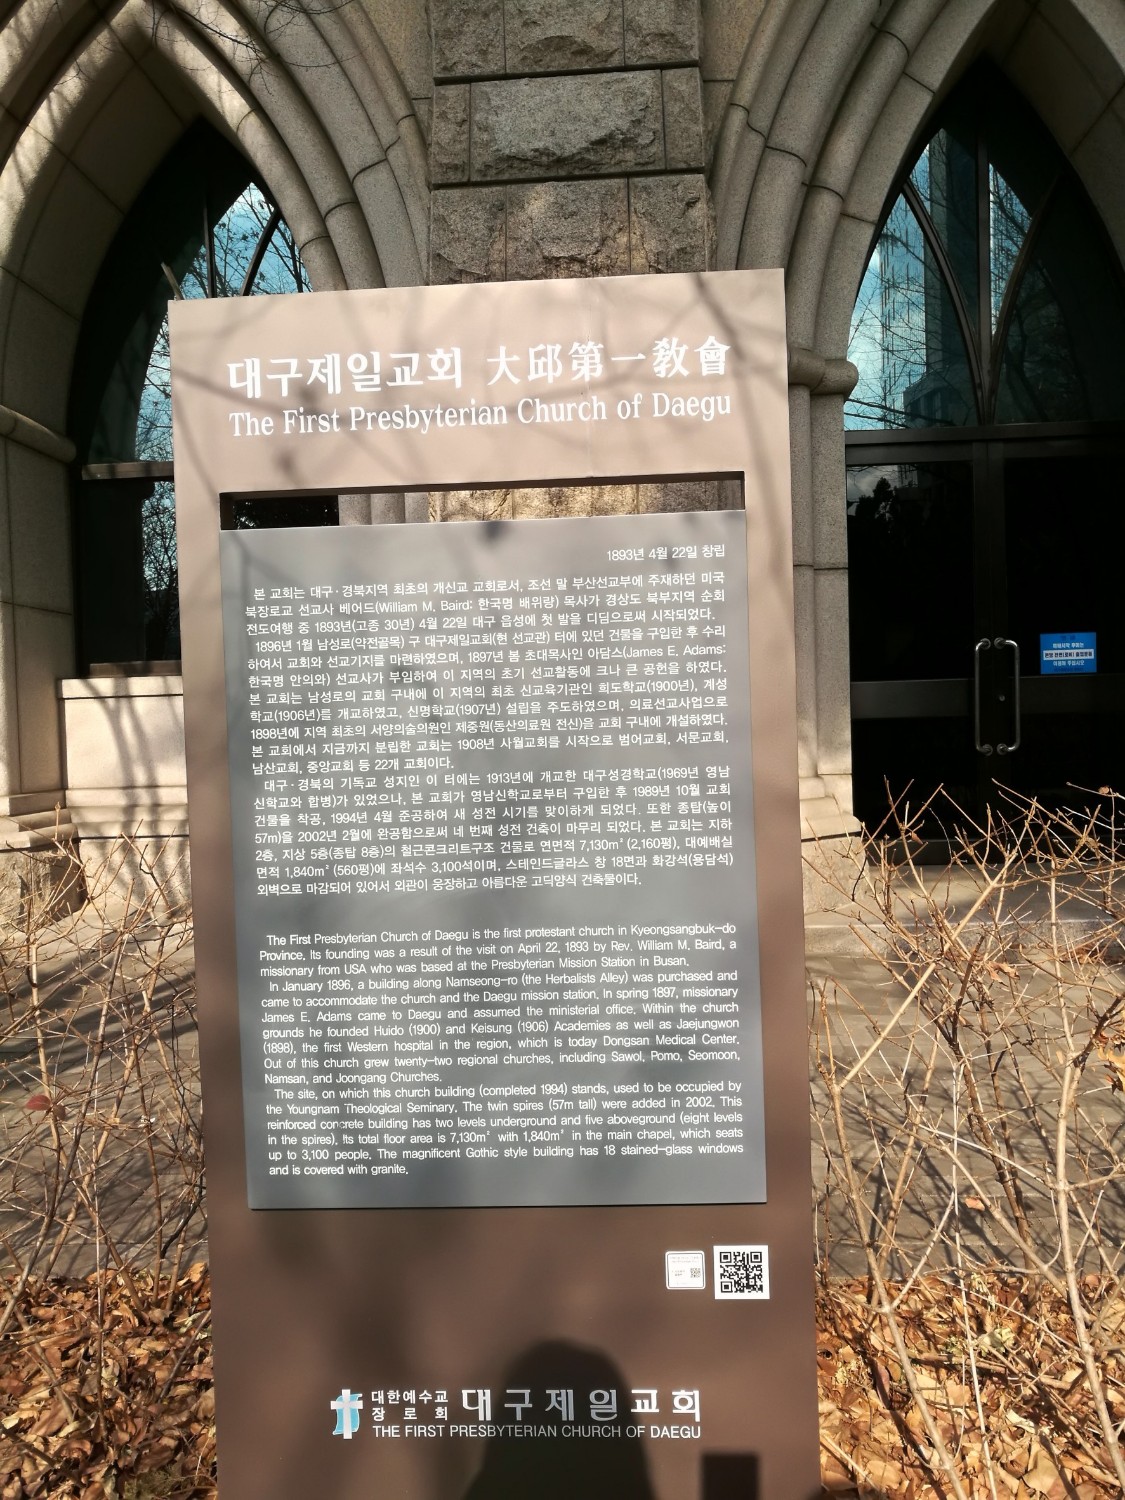 대구제일교회 大邱第一敎會
The First Presbyterian Church of Daegu
1893년 4월 22일 창립
본 교회는 대구·경북지역 최초의 개신교 교회로서, 조선 말 부산선교부에 주재하던 미국
북장로교 선교사 베어드(William M. Baird: 한국명 배위량) 목사가 경상도 북부지역 순회
전도여행 중 1893년(고종 30년) 4월 22일 대구 읍성에 첫 발을 디딤으로써 시작되었다.
1896년 1월 남성로(약전골목) 구 대구제일교회(현 선교관) 터에 있던 건물을 구입한 후 수리
하여서 교회와 선교기지를 마련하였으며, 1897년 봄 초대목사인 아담스(James E. Adams:
한국명 안의와) 선교사가 부임하여 이 지역의 초기 선교활동에 크나 큰 공헌을 하였다.
본 교회는 남성로의 교회 구내에 이 지역의 최초 신교육기관인 희도학교(1900년), 계성
학교(1906년)를 개교하였고, 신명학교(1907년) 설립을 주도하였으며, 의료선교사업으로
1898년에 지역 최초의 서양의술의원인 제중원(동산의료원 전신)을 교회 구내에 개설하였다.
본 교회에서 지금까지 분립한 교회는 1908년 사월교회를 시작으로 범어교회, 서문교회,
남산교회, 중앙교회 등 22개 교회이다.
대구·경북의 기독교 성지인 이 터에는 1913년에 개교한 대구성경학교(1969년 영남
신학교와 합병)가 있었으나, 본 교회가 영남신학교로부터 구입한 후 1989년 10월 교회
건물을 착공, 1994년 4월 준공하여 새 성전 시기를 맞이하게 되었다. 또한 종탑(높이
57m)을 2002년 2월에 완공함으로써 네 번째 성전 건축이 마무리 되었다. 본 교회는 지하
2층, 지상 5층(종탑 8층)의 철근콘크리트구조 건물로 연면적 7,130㎡(2,160평), 대예배실
면적 1,840㎡(560평)에 좌석수 3,100석이며, 스테인드글라스 창 18면과 화강석(용담석)
외벽으로 마감되어 있어서 외관이 웅장하고 아름다운 고딕양식 건축물이다.
The First Presbyterian Church of Daegu is the first protestant church in Kyeongsangbuk-do
Province. Its founding was a result of the visit on April 22, 1893 by Rev. William M. Baird, a
missionary from USA who was based at the Presbyterian Mission Station in Busan.
In January 1896, a building along Namseong-ro (the Herbalists Alley) was purchased and
came to accommodate the church and the Daegu mission station. In spring 1897, missionary
James E. Adams came to Daegu and assumed the ministerial office. Within the church
grounds he founded Huido (1900) and Keisung (1906) Academies as well as Jaejungwon
(1898), the first Western hospital in the region, which is today Dongsan Medical Center.
Out of this church grew twenty-two regional churches, including Sawol, Pomo, Seomoon,
Namsan, and Joongang Churches.
The site, on which this church building (completed 1994) stands, used to be occupied by
the Youngnam Theological Seminary. The twin spires (57m tall) were added in 2002. This
reinforced concrete building has two levels underground and five aboveground (eight levels
in the spires). Its total floor area is 7,130㎡ with 1,840㎡ in the main chapel, which seats
up to 3,100 people. The magnificent Gothic style building has 18 stained-glass windows
and is covered with granite.
대한예수교
장로회
대구제일교회
THE FIRST PRESBYTERIAN CHURCH OF DAEGU